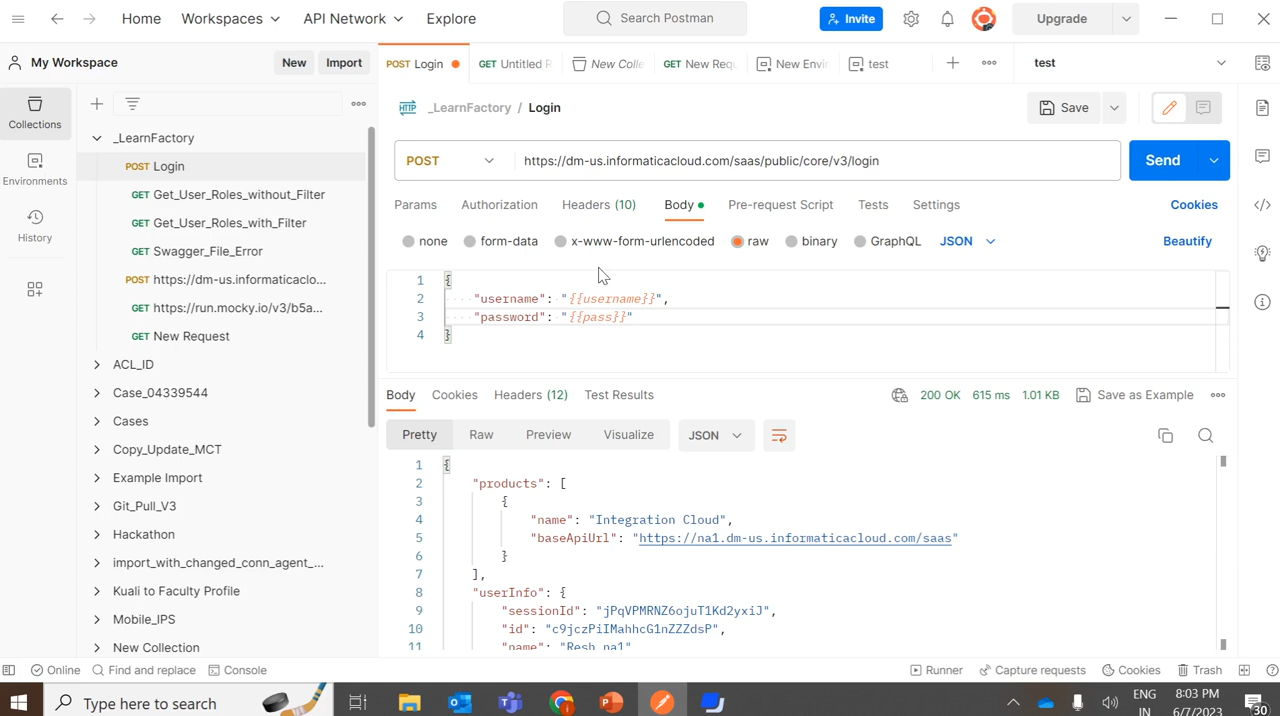 Home Workspaces API Network Explore Search Postman Invite Upgrade
My Workspace New Import POST Login GET Untitled R New Colle GET New Requ New Envir test test
Collections
Environments
History
_LearnFactory
POST Login
GET Get_User_Roles_without_Filter
GET Get_User_Roles_with_Filter
GET Swagger_File_Error
POST https://dm-us.informaticaclo...
GET https://run.mocky.io/v3/b5a...
GET New Request
ACL_ID
Case_04339544
Cases
Copy_Update_MCT
Example Import
Git_Pull_V3
Hackathon
import_with_changed_conn_agent_...
Kuali to Faculty Profile
Mobile_IPS
New Collection
HTTP _LearnFactory / Login Save
POST https://dm-us.informaticacloud.com/saas/public/core/v3/login Send
Params Authorization Headers (10) Body Pre-request Script Tests Settings Cookies
none form-data x-www-form-urlencoded raw binary GraphQL JSON Beautify
1 {
2 "username": "{{username}}",
3 "password": "{{pass}}"
4 }
Body Cookies Headers (12) Test Results 200 OK 615 ms 1.01 KB Save as Example
Pretty Raw Preview Visualize JSON
1 {
2 "products": [
3 {
4 "name": "Integration Cloud",
5 "baseApiUrl": "https://na1.dm-us.informaticacloud.com/saas"
6 }
7 ],
8 "userInfo": {
9 "sessionId": "jPqVPMRNZ6ojuT1Kd2yxiJ",
10 "id": "c9jczPiIMahhcG1nZZZdsP",
11 "name": "Resh_na1"
Online Find and replace Console Runner Capture requests Cookies Trash
Type here to search ENG IN 8:03 PM 6/7/2023 30